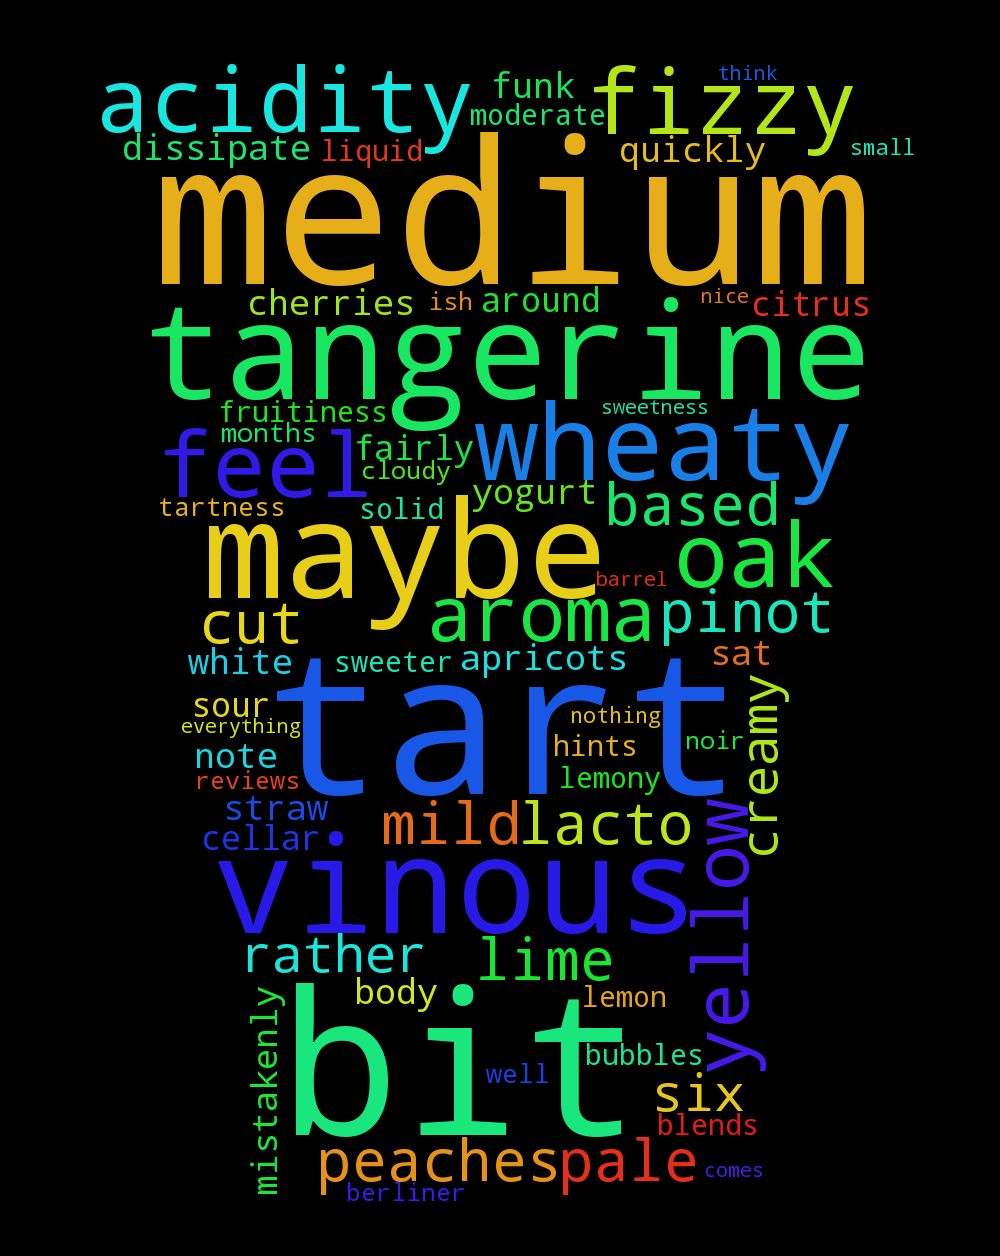 think
acidity funk fizzy
moderate
dissipate liquid quickly small
medium
cherries ish around nice citrus
tangerine
fruitiness sweetness
months fairly wheaty
feel cloudy
yogurt based
tartness solid
maybe oak
barrel
cut aroma pinot
white sweeter apricots sat
tart
sour nothing
everything
note hints noir creamy
reviews lemony
straw mild lacto
cellar
vinous yellow
rather lime
body lemon
bit
mistakenly well bubbles
six
blends
peaches pale comes
berliner